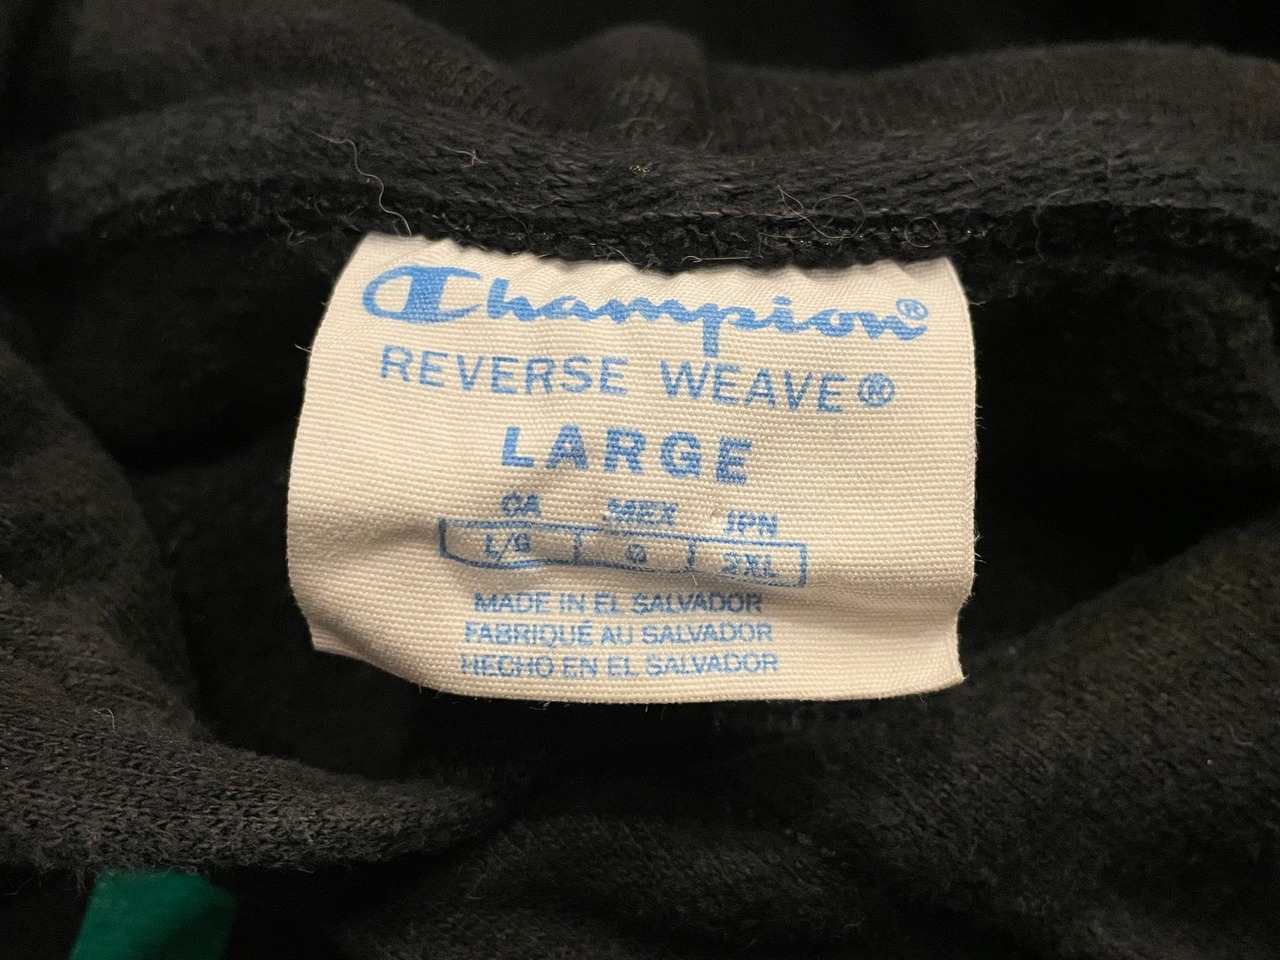 Champion®
REVERSE WEAVE®
LARGE
CA MEX JPN
L/G G 2XL
MADE IN EL SALVADOR
FABRIQUÉ AU SALVADOR
HECHO EN EL SALVADOR